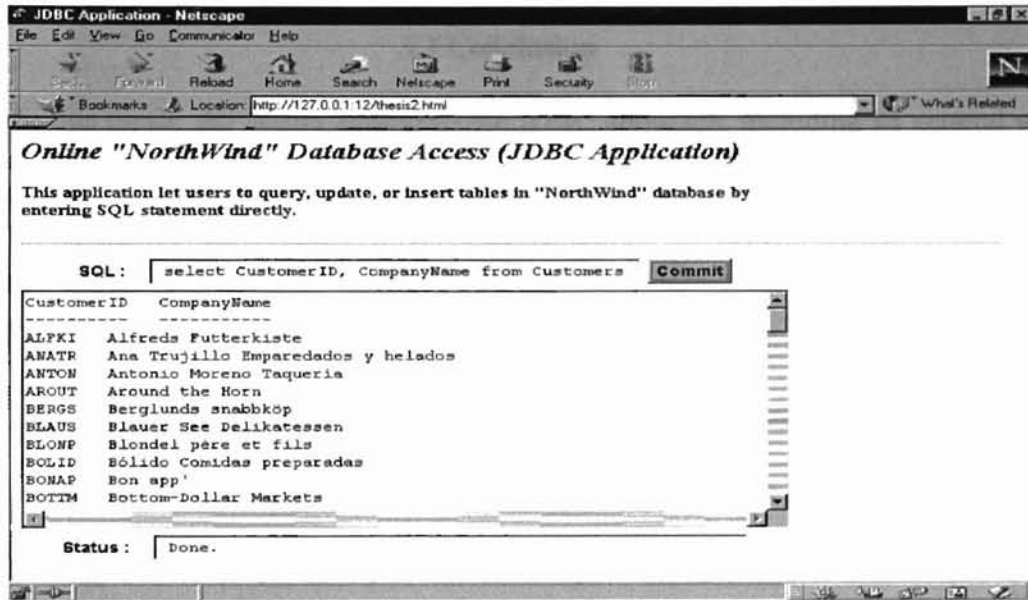 JDBC Application - Netscape
File Edit View Go Communicator Help
Back Forward Reload Home Search Netscape Print Security Stop
Bookmarks Location: http://127.0.0.1:12/thesis2.html What's Related
Online "NorthWind" Database Access (JDBC Application)
This application let users to query, update, or insert tables in "NorthWind" database by
entering SQL statement directly.
SQL : select CustomerID, CompanyName from Customers Commit
CustomerID CompanyName
---------- -----------
ALFKI Alfreds Futterkiste
ANATR Ana Trujillo Emparedados y helados
ANTON Antonio Moreno Taquería
AROUT Around the Horn
BERGS Berglunds snabbköp
BLAUS Blauer See Delikatessen
BLONP Blondel père et fils
BOLID Bólido Comidas preparadas
BONAP Bon app'
BOTTM Bottom-Dollar Markets
Status : Done.